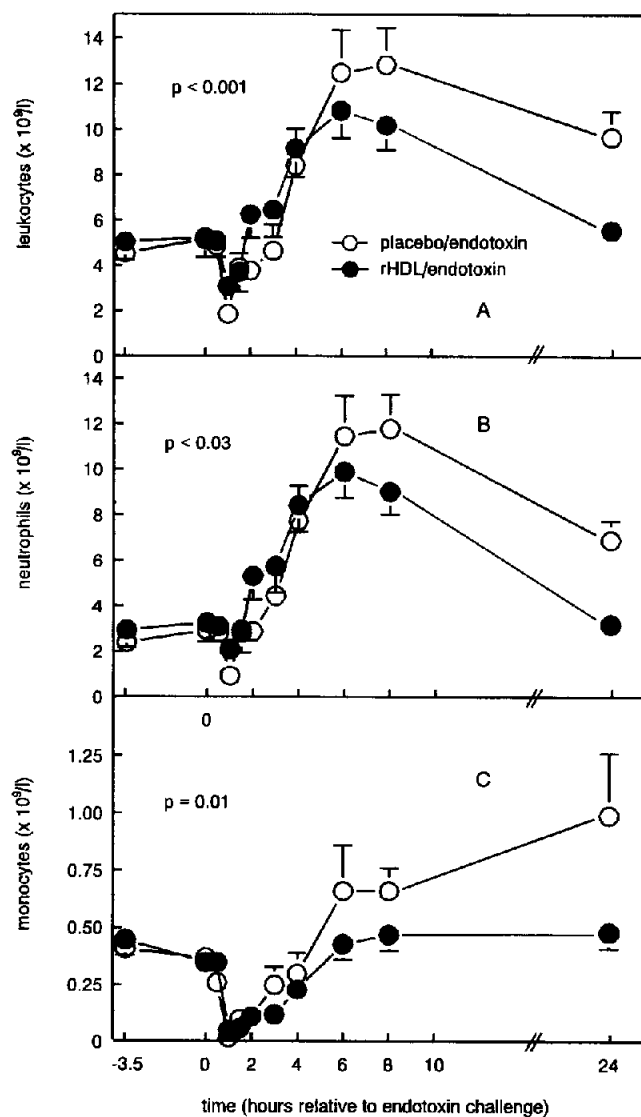 14
12
p < 0.001
10
8
6
4
2
0
leukocytes (x 10⁹/l)
placebo/endotoxin
rHDL/endotoxin
A
14
12
p < 0.03
B
10
8
6
4
2
0
neutrophils (x 10⁹/l)
0
1.25
p = 0.01
C
1.00
0.75
0.50
0.25
0
monocytes (x 10⁹/l)
-3.5 0 2 4 6 8 10 24
time (hours relative to endotoxin challenge)